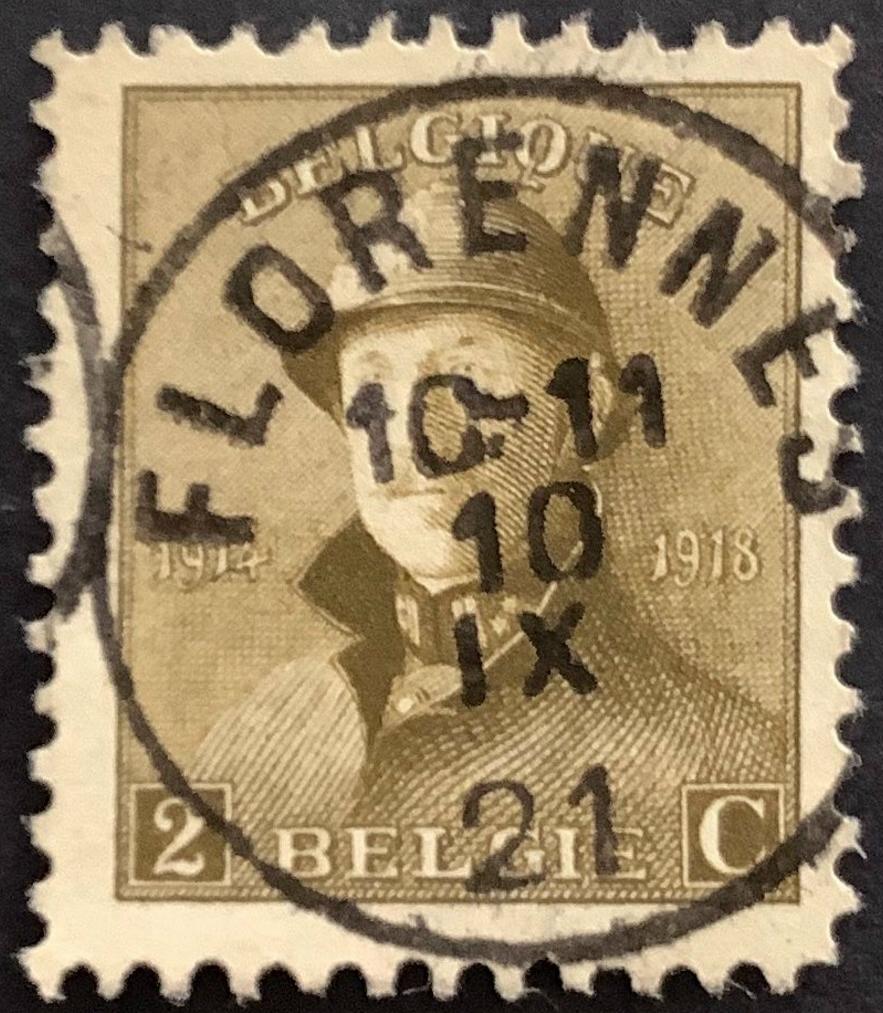 BELGIQUE
FLORENNES
10-11
10
IX
21
1914 1918
2 BELGIE C